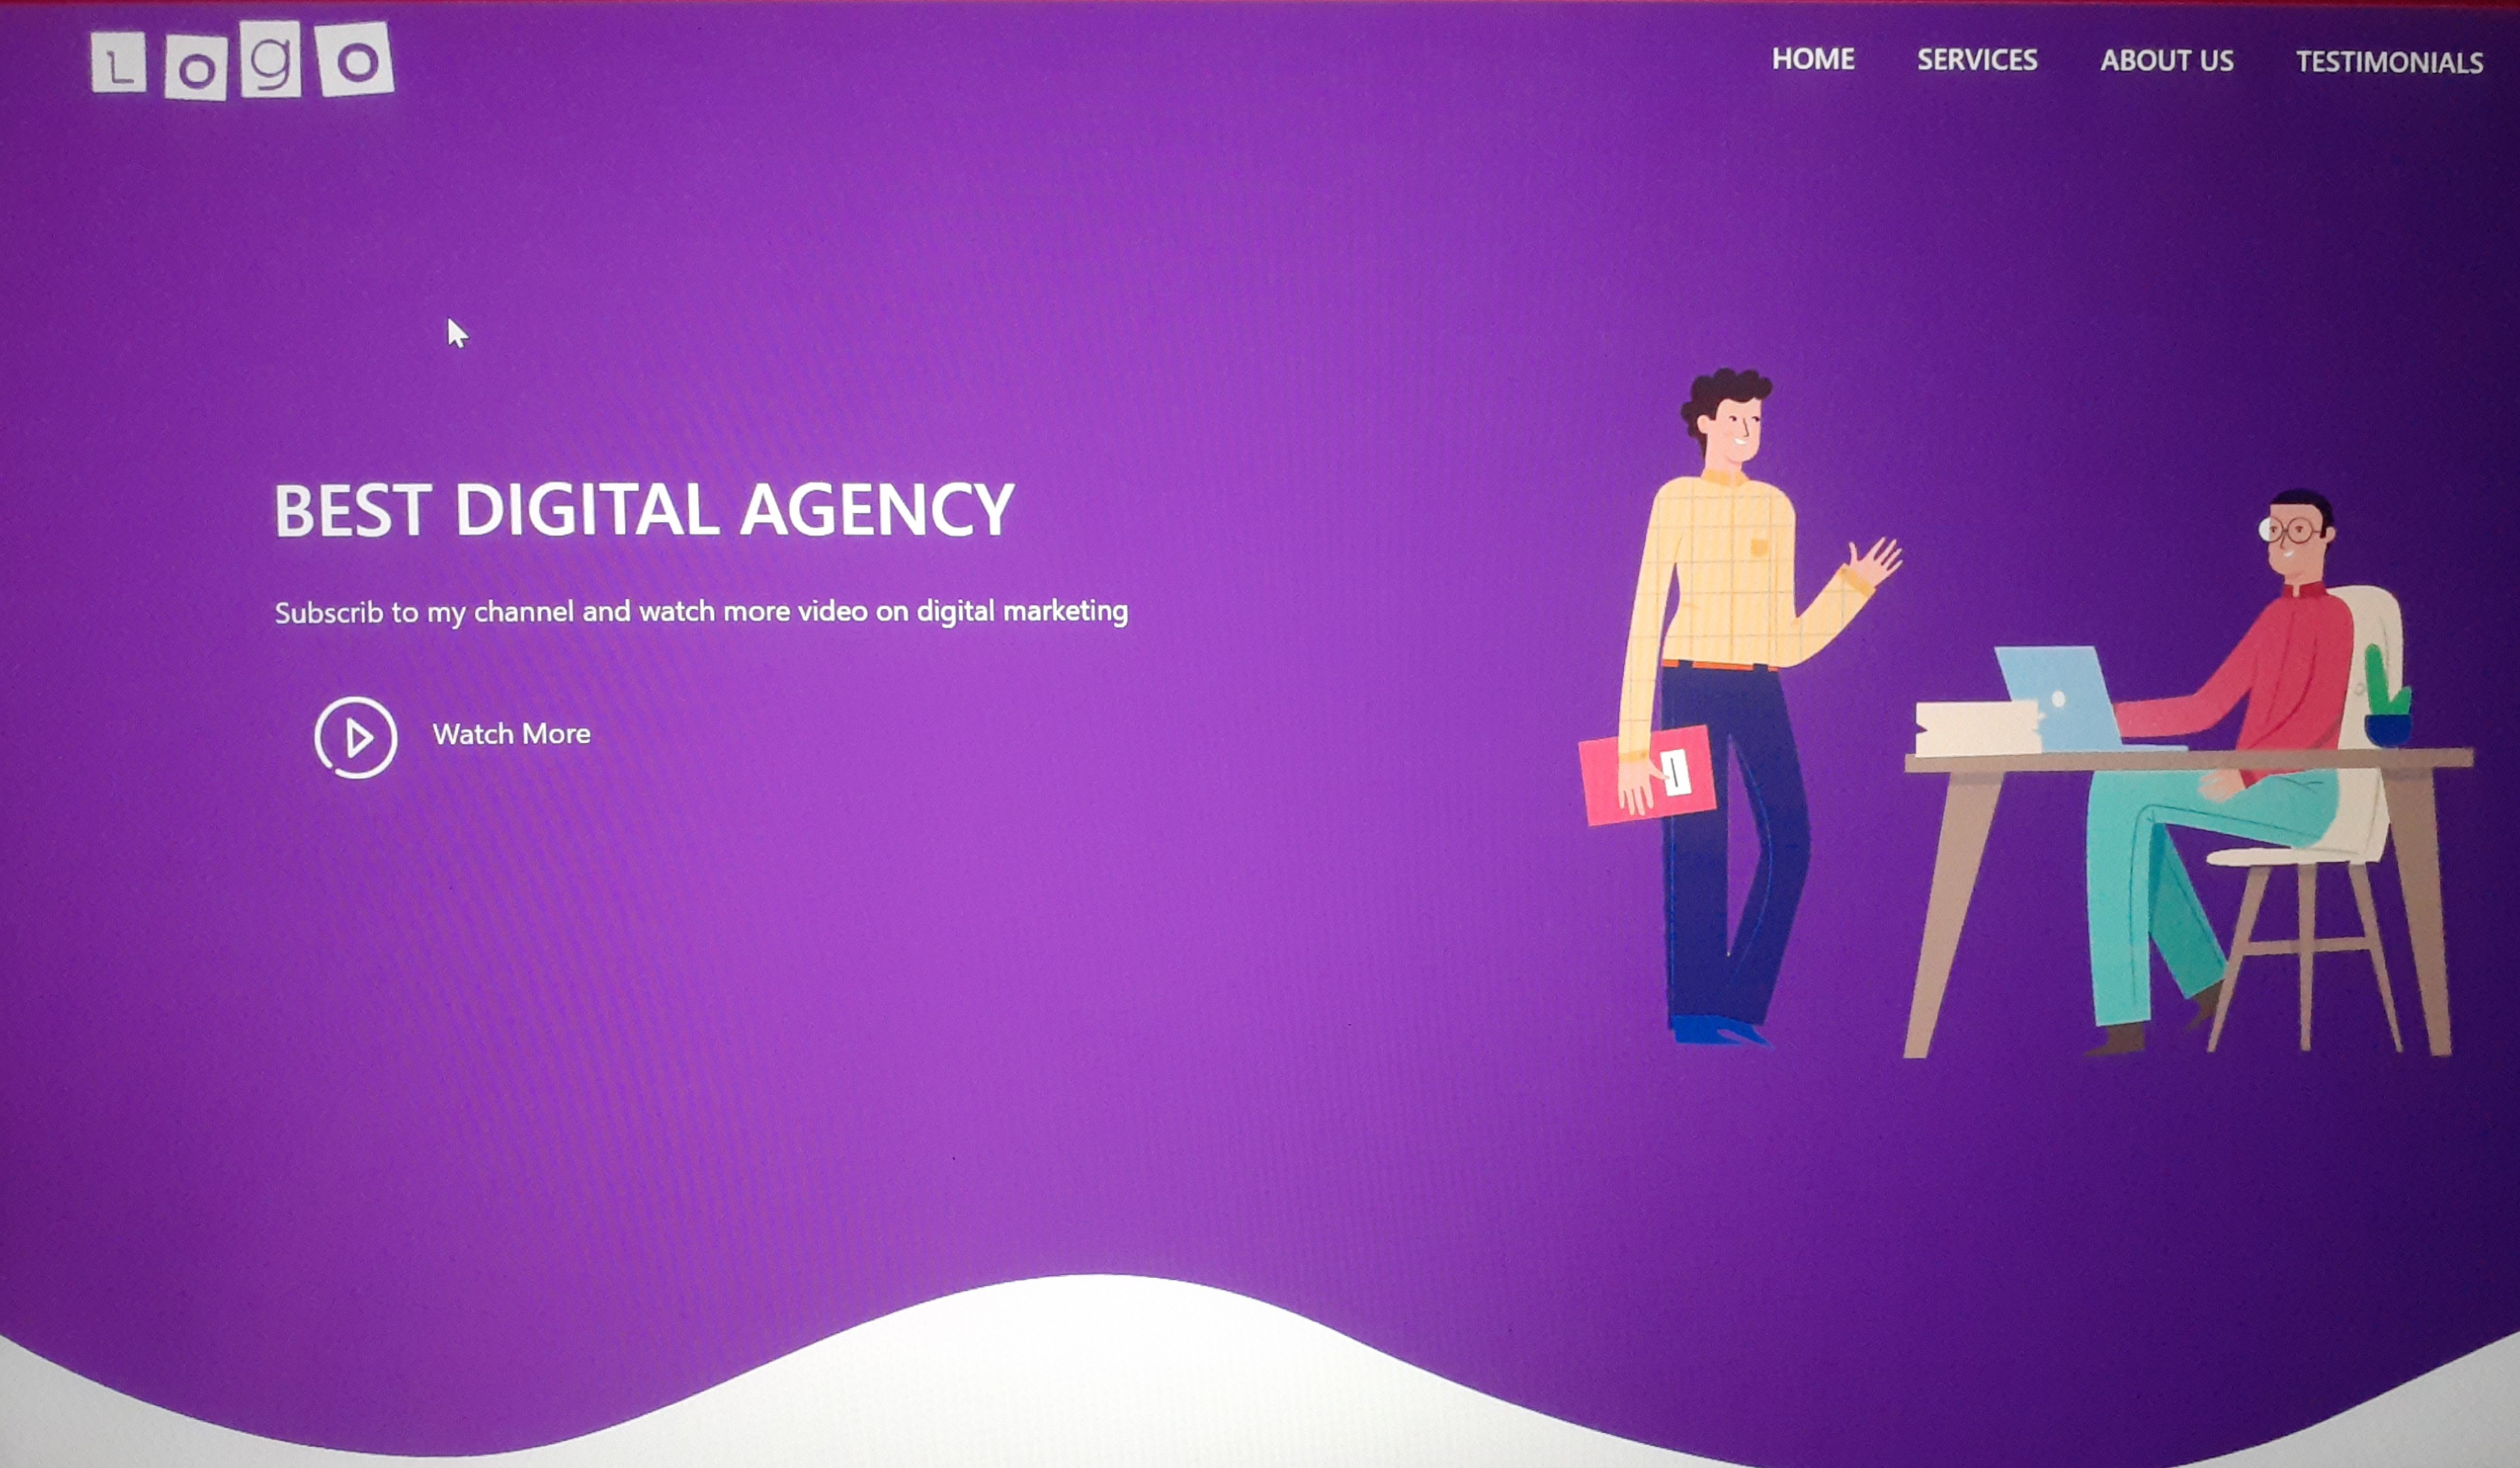 Logo
HOME SERVICES ABOUT US TESTIMONIALS
BEST DIGITAL AGENCY
Subscrib to my channel and watch more video on digital marketing
Watch More